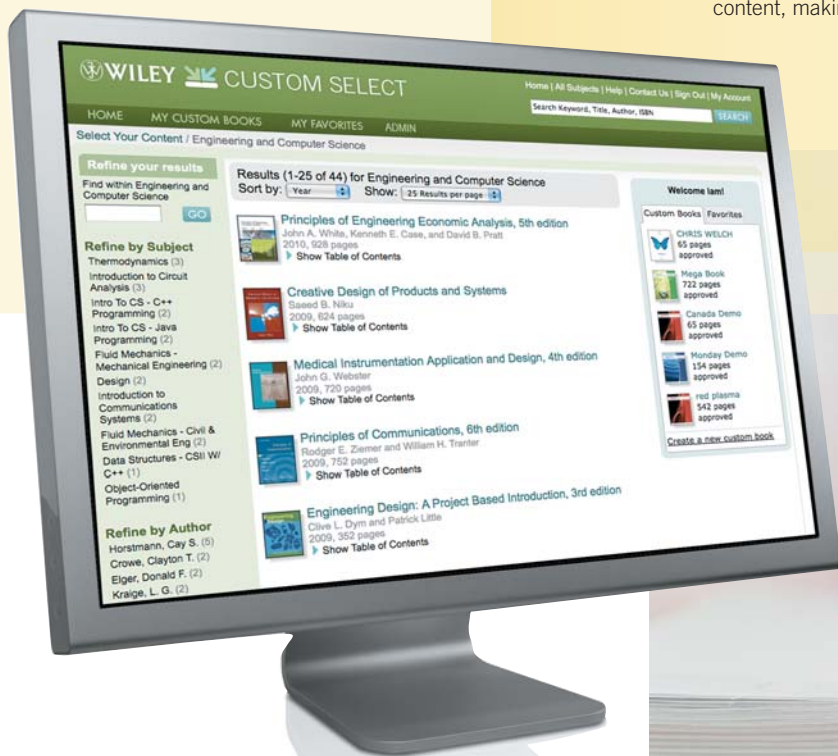 content, makin
WILEY CUSTOM SELECT
Home | All Subjects | Help | Contact Us | Sign Out | My Account
Search Keyword, Title, Author, ISBN
SEARCH
HOME MY CUSTOM BOOKS MY FAVORITES ADMIN
Select Your Content / Engineering and Computer Science
Refine your results
Find within Engineering and
Computer Science
GO
Refine by Subject
Thermodynamics (3)
Introduction to Circuit
Analysis (3)
Intro To CS - C++
Programming (2)
Intro To CS - Java
Programming (2)
Fluid Mechanics -
Mechanical Engineering (2)
Design (2)
Introduction to
Communications
Systems (2)
Fluid Mechanics - Civil &
Environmental Eng (2)
Data Structures - CSII W/
C++ (1)
Object-Oriented
Programming (1)
Refine by Author
Horstmann, Cay S. (5)
Crowe, Clayton T. (2)
Elger, Donald F. (2)
Kraige, L. G. (2)
Results (1-25 of 44) for Engineering and Computer Science
Sort by: Year Show: 25 Results per page
Principles of Engineering Economic Analysis, 5th edition
John A. White, Kenneth E. Case, and David B. Pratt
2010, 928 pages
Show Table of Contents
Creative Design of Products and Systems
Saeed B. Niku
2009, 624 pages
Show Table of Contents
Medical Instrumentation Application and Design, 4th edition
John G. Webster
2009, 720 pages
Show Table of Contents
Principles of Communications, 6th edition
Rodger E. Ziemer and William H. Tranter
2009, 752 pages
Show Table of Contents
Engineering Design: A Project Based Introduction, 3rd edition
Clive L. Dym and Patrick Little
2009, 352 pages
Show Table of Contents
Welcome Iam!
Custom Books Favorites
CHRIS WELCH
65 pages
approved
Mega Book
722 pages
approved
Canada Demo
65 pages
approved
Monday Demo
154 pages
approved
red plasma
542 pages
approved
Create a new custom book